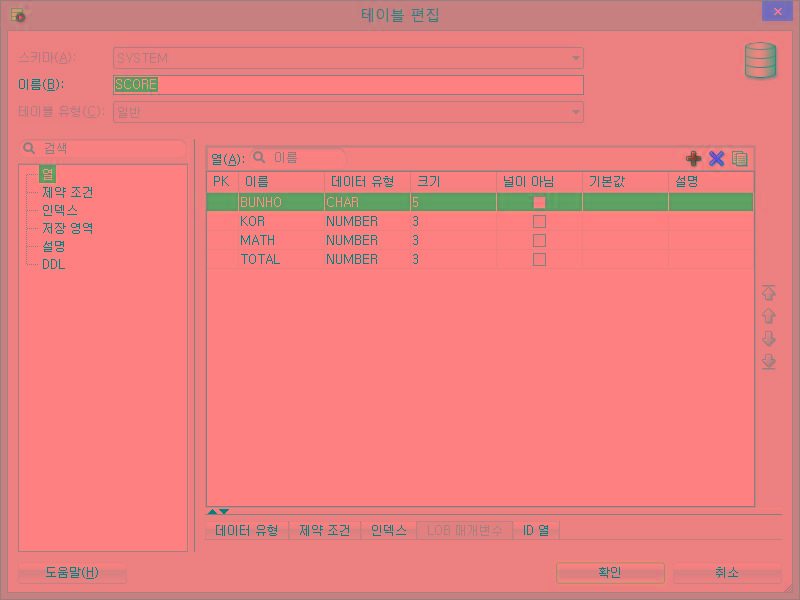 테이블 편집
스키마(A): SYSTEM
이름(B): SCORE
테이블 유형(C): 일반
검색
열
제약 조건
인덱스
저장 영역
설명
DDL
열(A): 이름
PK 이름 데이터 유형 크기 널이 아님 기본값 설명
BUNHO CHAR 5
KOR NUMBER 3
MATH NUMBER 3
TOTAL NUMBER 3
데이터 유형 제약 조건 인덱스 LOB 매개변수 ID 열
도움말(H) 확인 취소